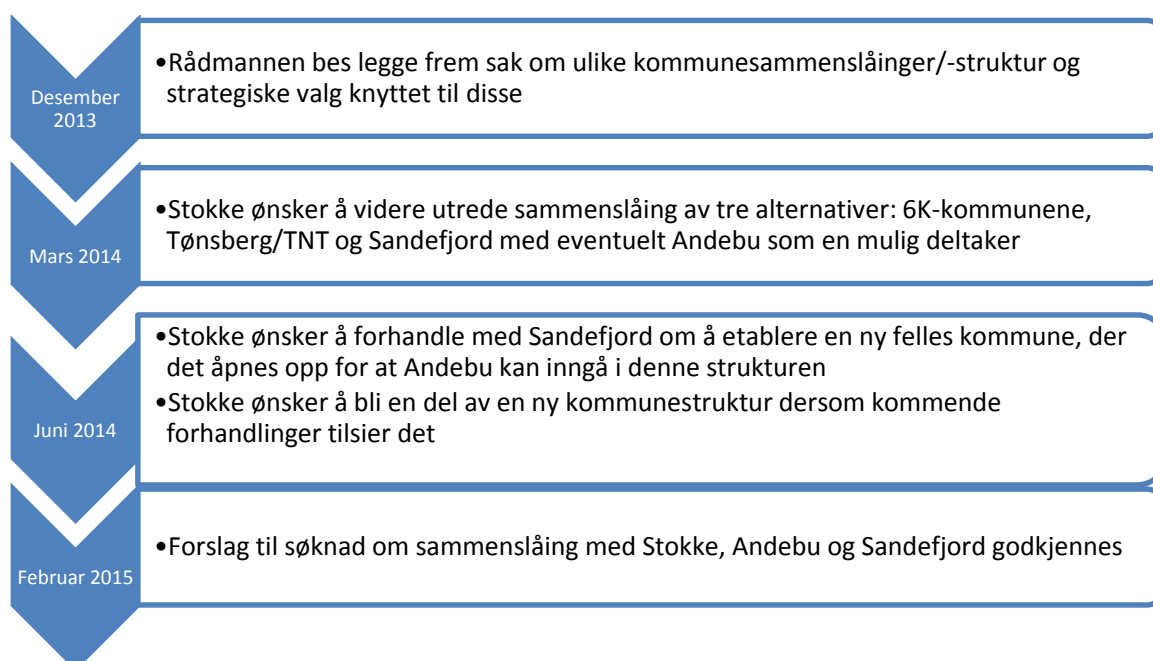 Desember
2013
•Rådmannen bes legge frem sak om ulike kommunesammenslåinger/-struktur og
strategiske valg knyttet til disse
Mars 2014
•Stokke ønsker å videre utrede sammenslåing av tre alternativer: 6K-kommunene,
Tønsberg/TNT og Sandefjord med eventuelt Andebu som en mulig deltaker
Juni 2014
•Stokke ønsker å forhandle med Sandefjord om å etablere en ny felles kommune, der
det åpnes opp for at Andebu kan inngå i denne strukturen
•Stokke ønsker å bli en del av en ny kommunestruktur dersom kommende
forhandlinger tilsier det
Februar 2015
•Forslag til søknad om sammenslåing med Stokke, Andebu og Sandefjord godkjennes